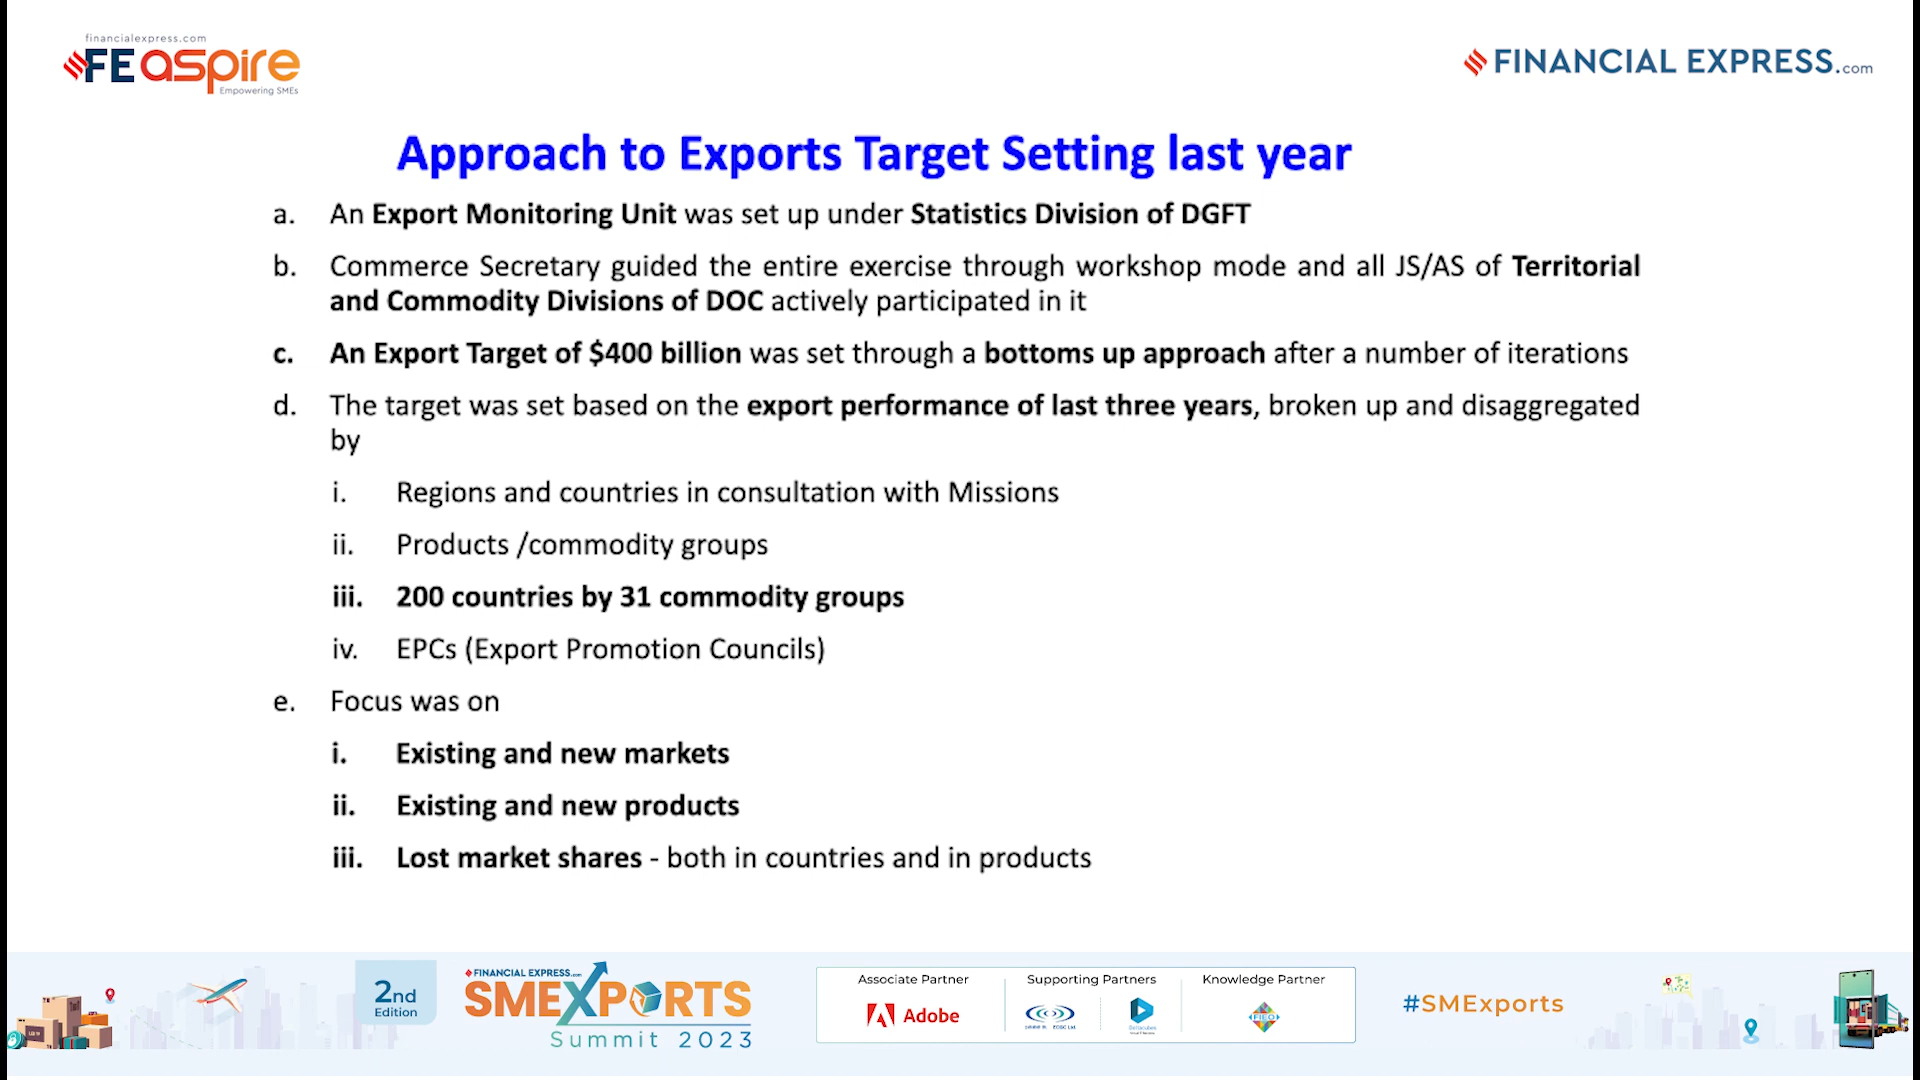 financialexpress.com
FE aspire
Empowering SMEs
FINANCIAL EXPRESS.com
Approach to Exports Target Setting last year
a. An Export Monitoring Unit was set up under Statistics Division of DGFT
b. Commerce Secretary guided the entire exercise through workshop mode and all JS/AS of Territorial
and Commodity Divisions of DOC actively participated in it
c. An Export Target of $400 billion was set through a bottoms up approach after a number of iterations
d. The target was set based on the export performance of last three years, broken up and disaggregated
by
i. Regions and countries in consultation with Missions
ii. Products /commodity groups
iii. 200 countries by 31 commodity groups
iv. EPCs (Export Promotion Councils)
e. Focus was on
i. Existing and new markets
ii. Existing and new products
iii. Lost market shares - both in countries and in products
2nd
Edition
FINANCIAL EXPRESS.com
SMEXPORTS
Summit 2023
Associate Partner
Adobe
Supporting Partners
ECGC Ltd.
Knowledge Partner
FIEO
#SMExports